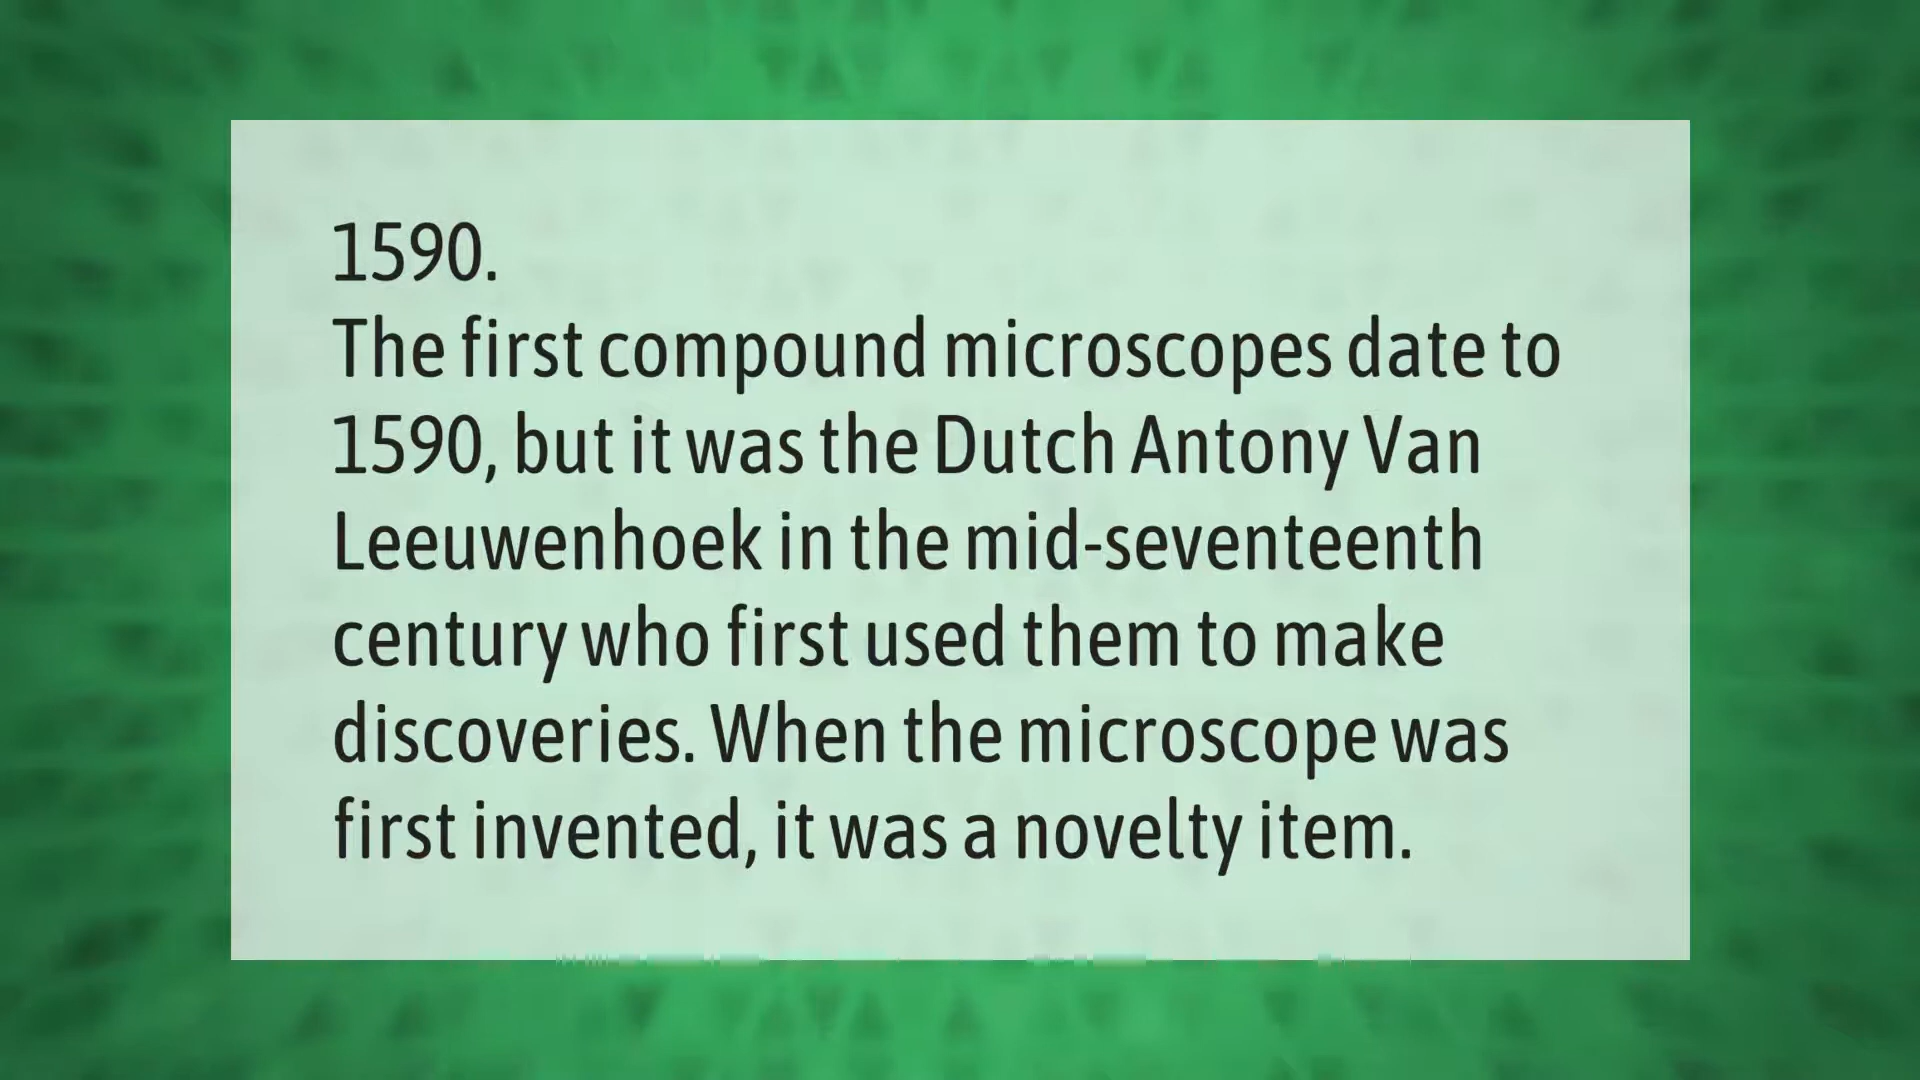 1590.
The first compound microscopes date to
1590, but it was the Dutch Antony Van
Leeuwenhoek in the mid-seventeenth
century who first used them to make
discoveries. When the microscope was
first invented, it was a novelty item.